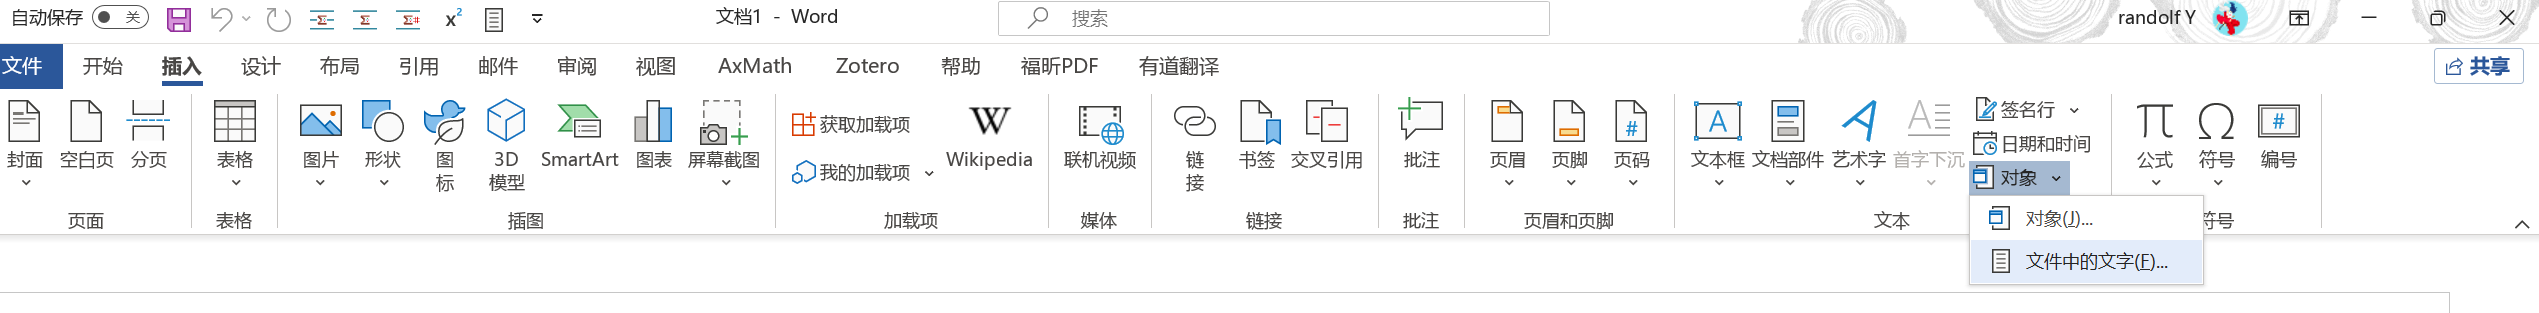 自动保存 关 x² 文档1 - Word 搜索 randolf Y
文件 开始 插入 设计 布局 引用 邮件 审阅 视图 AxMath Zotero 帮助 福昕PDF 有道翻译 共享
封面 空白页 分页
页面
表格
表格
图片 形状 图标 3D模型 SmartArt 图表 屏幕截图
插图
获取加载项
我的加载项
W
Wikipedia
加载项
联机视频
媒体
链接 书签 交叉引用
链接
批注
批注
页眉 页脚 # 页码
页眉和页脚
A 文本框 文档部件 A 艺术字 A 首字下沉
签名行
日期和时间
对象
文本
π 公式 Ω 符号 # 编号
符号
对象(J)...
文件中的文字(F)...